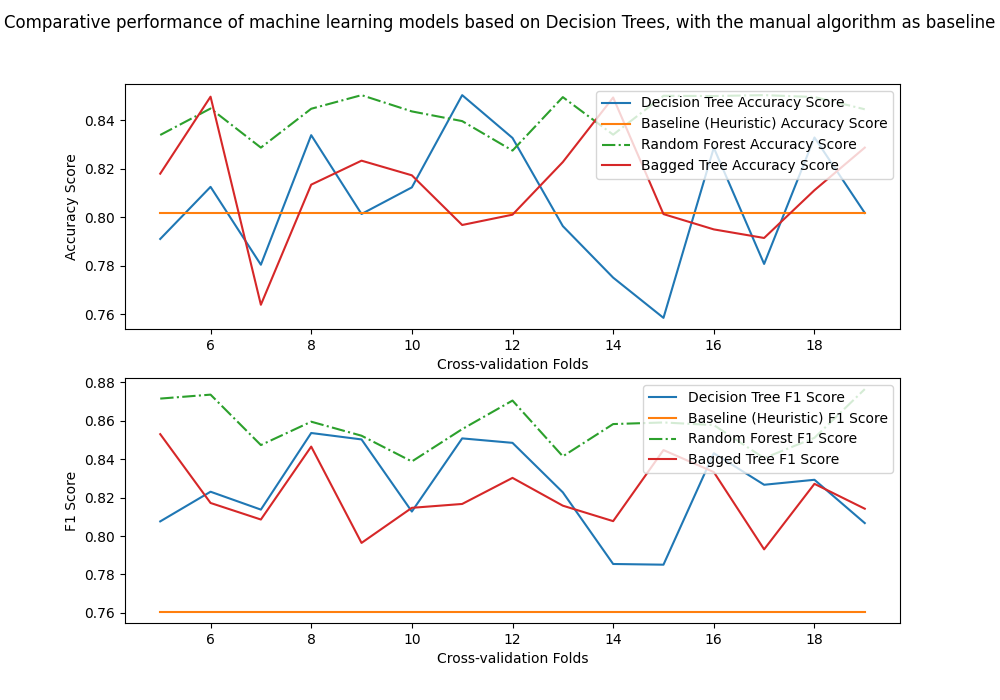 Comparative performance of machine learning models based on Decision Trees, with the manual algorithm as baseline
Accuracy Score
0.84
0.82
0.80
0.78
0.76
Decision Tree Accuracy Score
Baseline (Heuristic) Accuracy Score
Random Forest Accuracy Score
Bagged Tree Accuracy Score
6 8 10 12 14 16 18
Cross-validation Folds
F1 Score
0.88
0.86
0.84
0.82
0.80
0.78
0.76
Decision Tree F1 Score
Baseline (Heuristic) F1 Score
Random Forest F1 Score
Bagged Tree F1 Score
6 8 10 12 14 16 18
Cross-validation Folds